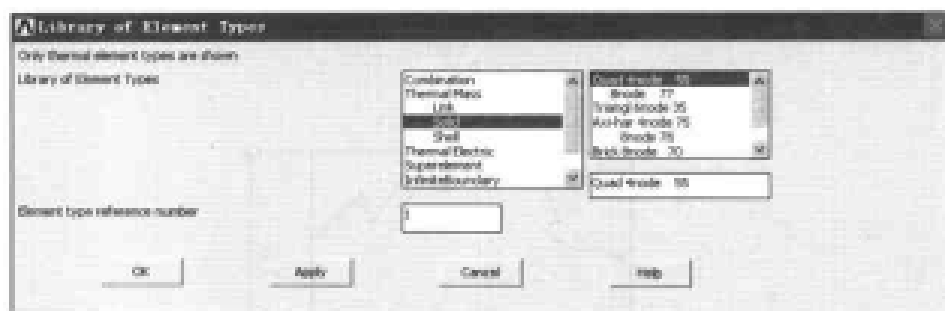 Library of Element Types
Only thermal element types are shown
Library of Element Types
Combination
Thermal Mass
Link
Solid
Shell
Thermal Electric
Superelement
InfiniteBoundary
Quad 4node 55
8node 77
Triangl 6node 35
Axi-har 4node 75
8node 78
Brick 8node 70
Quad 4node 55
Element type reference number
1
OK
Apply
Cancel
Help